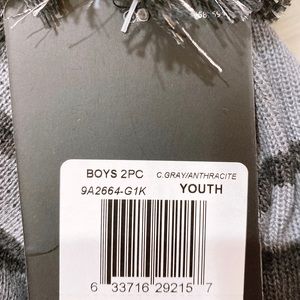 BOYS 2PC C.GRAY/ANTHRACITE
9A2664-G1K YOUTH
6 33716 29215 7